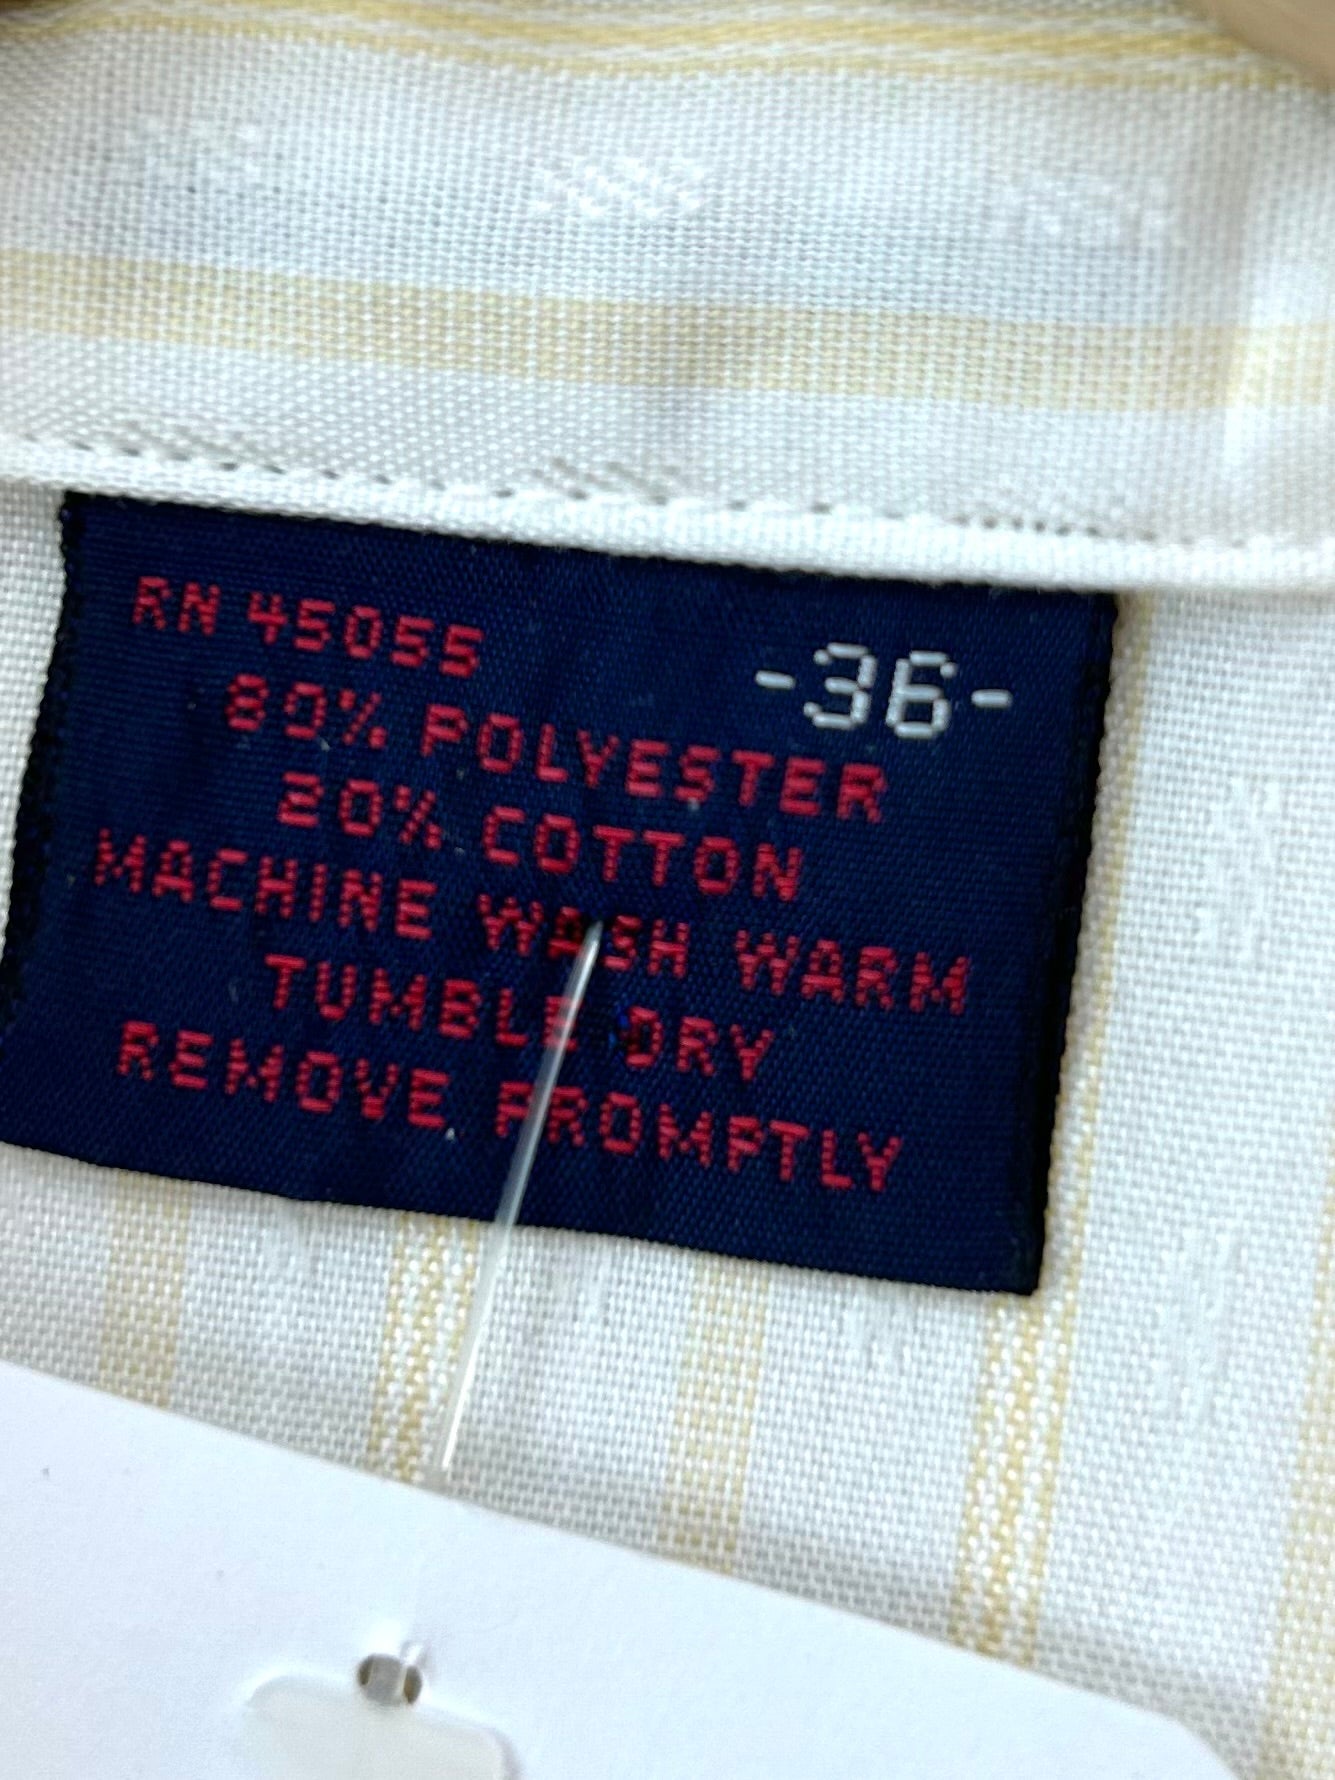 RN 45055
-36-
80% POLYESTER
20% COTTON
MACHINE WASH WARM
TUMBLE DRY
REMOVE PROMPTLY